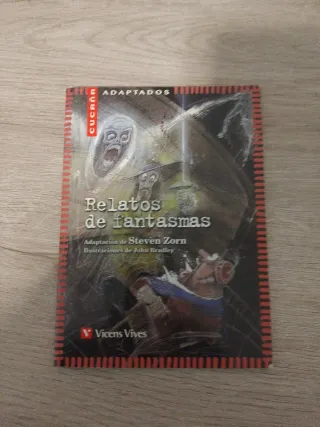 CUCAÑA
ADAPTADOS
Relatos
de fantasmas
Adaptación de Steven Zorn
Ilustraciones de John Bradley
Vicens Vives